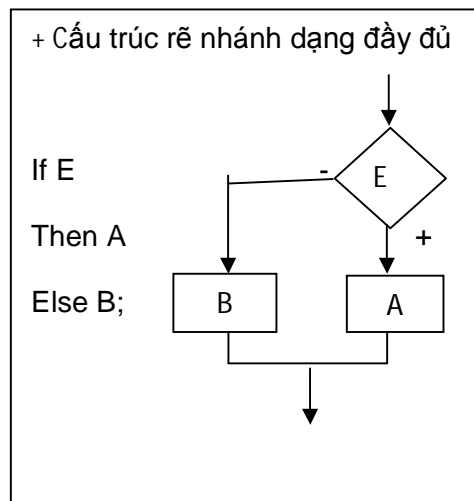 + Cấu trúc rẽ nhánh dạng đầy đủ
If E
Then A
Else B;
- E
+
B A